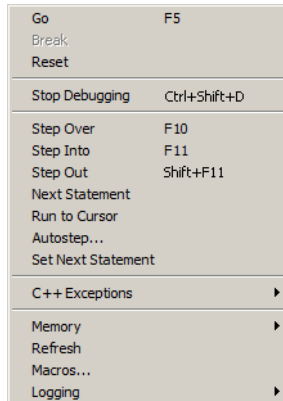 Go F5
Break
Reset
Stop Debugging Ctrl+Shift+D
Step Over F10
Step Into F11
Step Out Shift+F11
Next Statement
Run to Cursor
Autostep...
Set Next Statement
C++ Exceptions
Memory
Refresh
Macros...
Logging